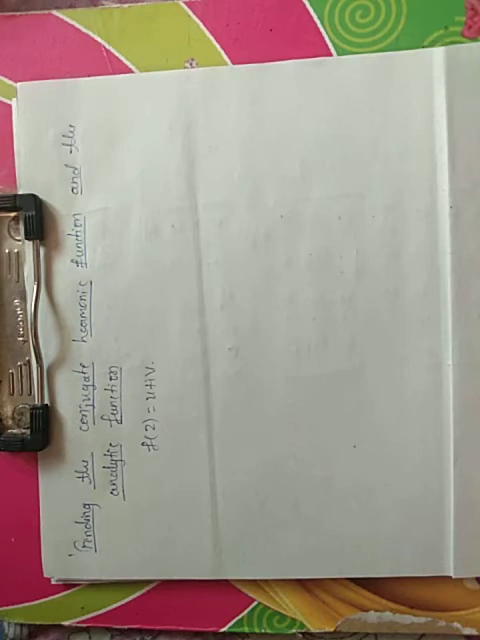 Finding the conjugate harmonic function and the
analytic function
f(z) = u+iv.